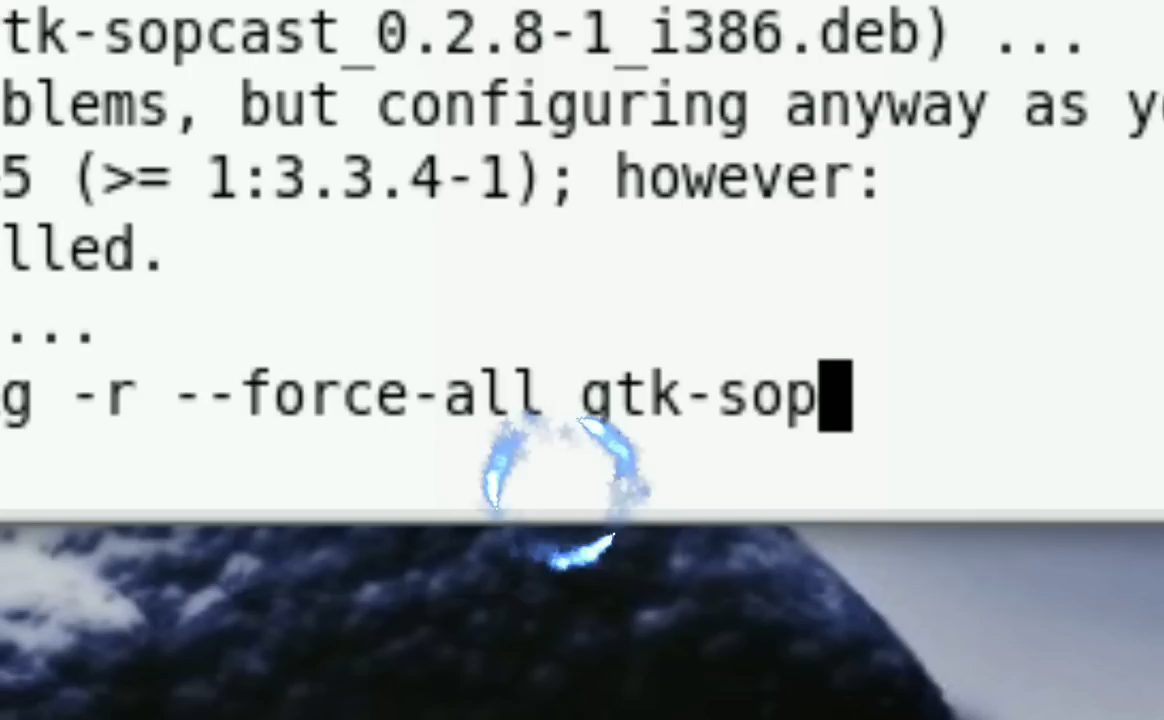 tk-sopcast_0.2.8-1_i386.deb) ...
blems, but configuring anyway as y
5 (>= 1:3.3.4-1); however:
lled.
...
g -r --force-all gtk-sop